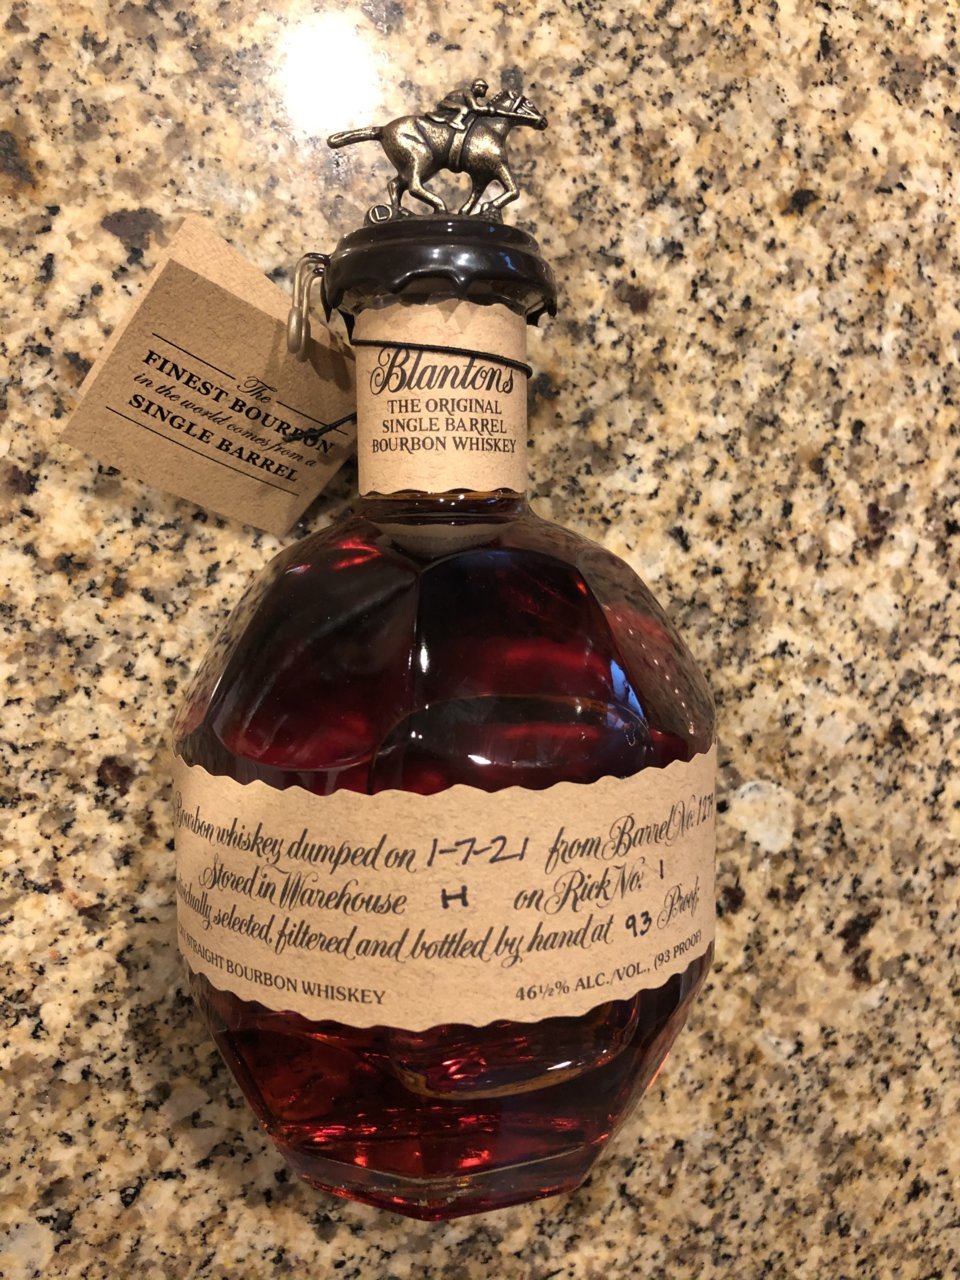 L
The
FINEST BOURBON
in the world comes from a
SINGLE BARREL
Blanton's
THE ORIGINAL
SINGLE BARREL
BOURBON WHISKEY
Bourbon whiskey dumped on 1-7-21 from Barrel No.
Stored in Warehouse H on Rick No. 1
selected, filtered and bottled by hand at 93 Proof.
STRAIGHT BOURBON WHISKEY 46½% ALC./VOL., (93 PROOF)